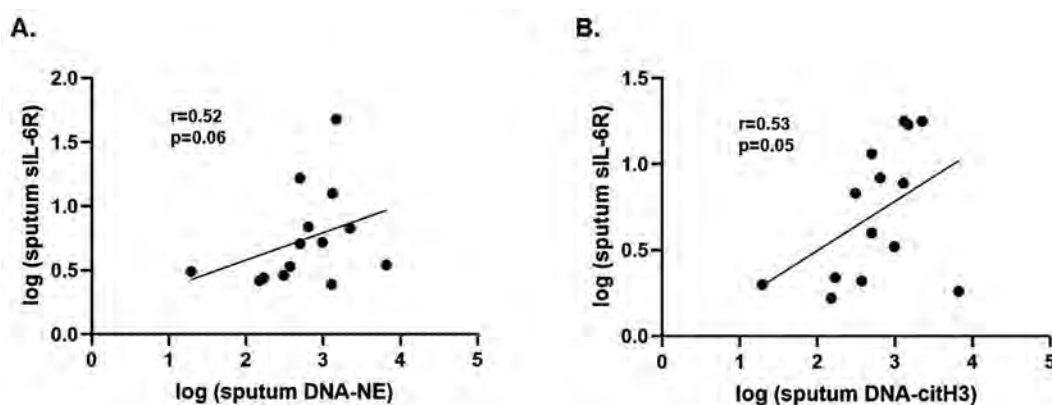 A.
r=0.52
p=0.06
log (sputum sIL-6R)
2.0
1.5
1.0
0.5
0.0
0 1 2 3 4 5
log (sputum DNA-NE)
B.
r=0.53
p=0.05
log (sputum sIL-6R)
1.5
1.0
0.5
0.0
0 1 2 3 4 5
log (sputum DNA-citH3)